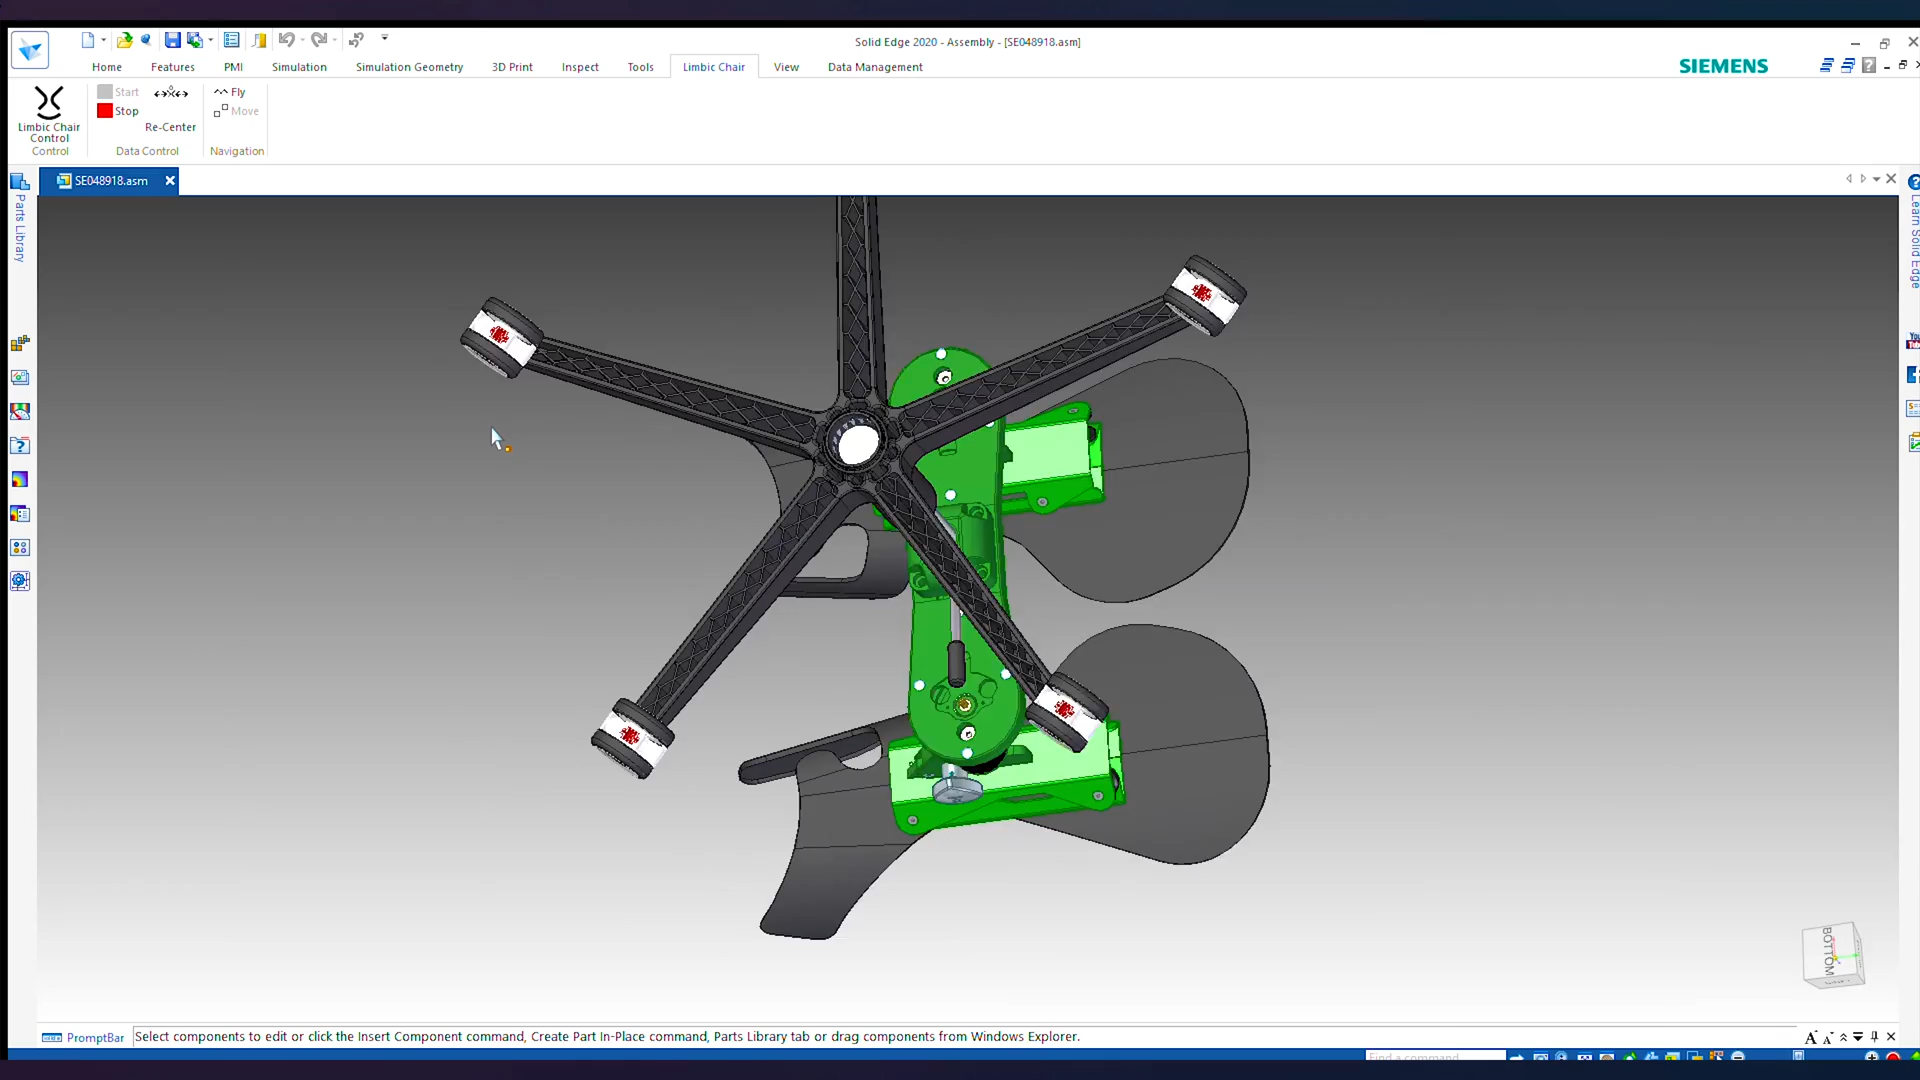 Solid Edge 2020 - Assembly - [SE048918.asm]
Home Features PMI Simulation Simulation Geometry 3D Print Inspect Tools Limbic Chair View Data Management
SIEMENS
Start
Stop
Re-Center
Fly
Move
Limbic Chair
Control
Control Data Control Navigation
SE048918.asm
Parts Library
Learn Solid Edge
BOTTOM
PromptBar Select components to edit or click the Insert Component command, Create Part In-Place command, Parts Library tab or drag components from Windows Explorer.
Find a command